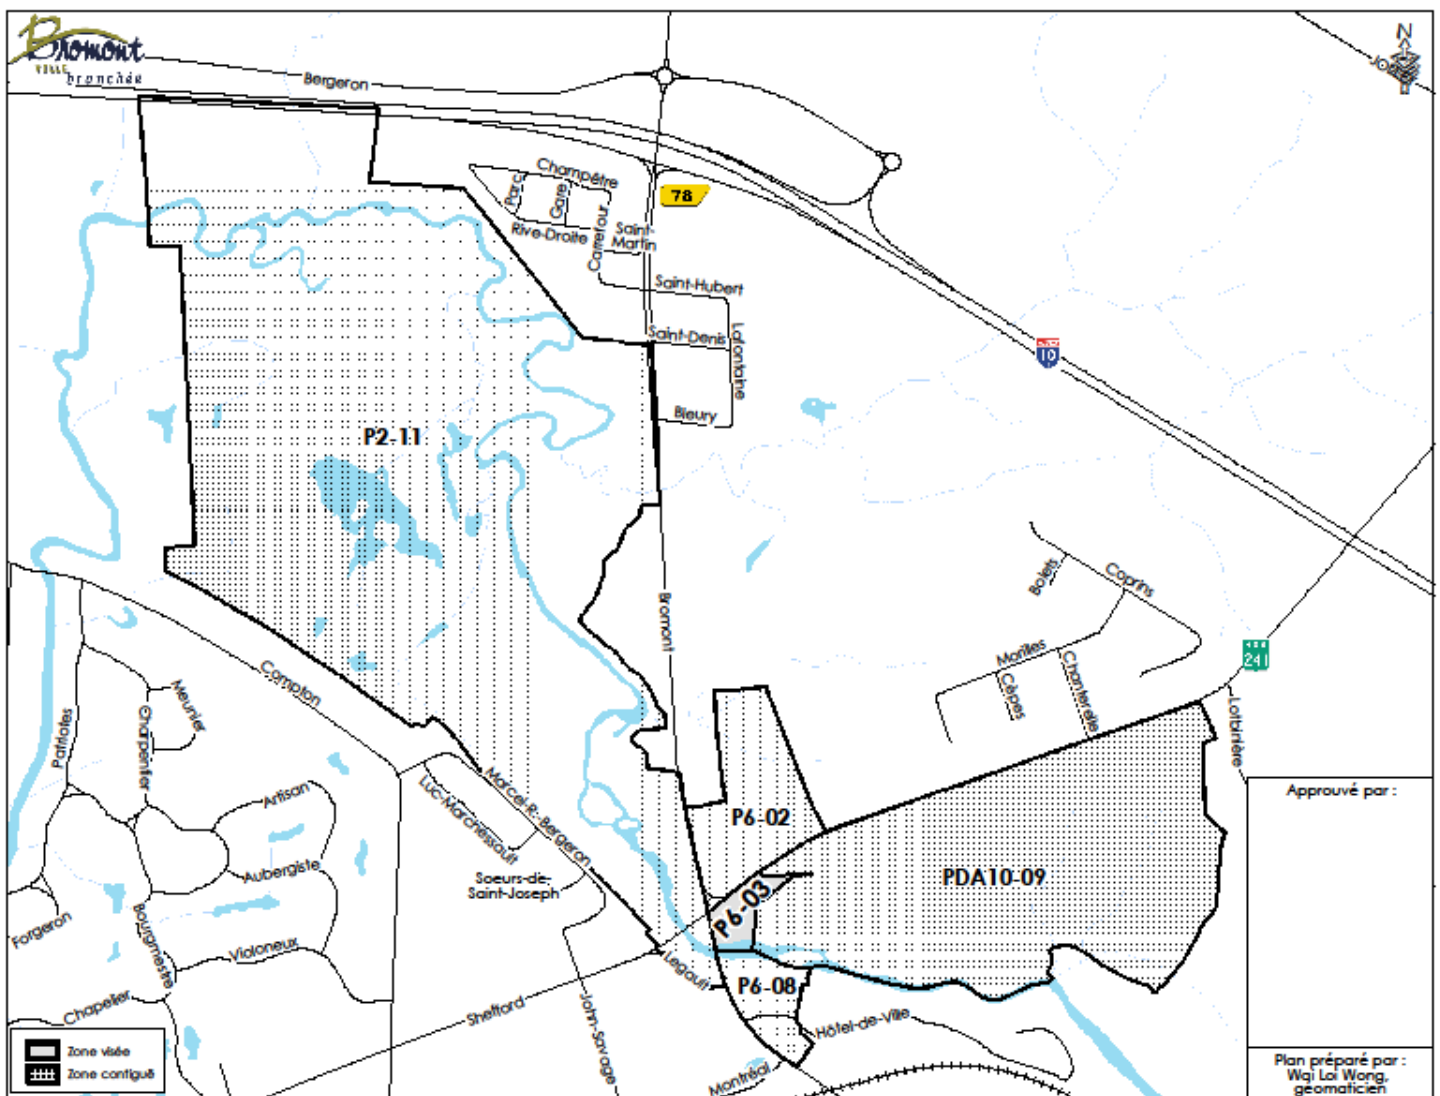 Bromont
VILLE
branchée
N
Bergeron
Champêtre
Parc
Gare
Carrefour
Rive-Droite
Saint-
Martin
78
Saint-Hubert
Saint-Denis
Lafontaine
Bleury
10
P2-11
Bromont
Bolets
Coprins
Morilles
Cèpes
Chanterelle
241
Lotbinière
Compton
Patriotes
Charpentier
Meunier
Artisan
Aubergiste
Bourgmestre
Violoneux
Forgeron
Chapelier
Luc-Marchessault
Marcel-R.-Bergeron
Soeurs-de-
Saint-Joseph
Shefford
John-Savage
Legault
P6-02
P6-03
PDA10-09
P6-08
Hôtel-de-Ville
Montréal
Zone visée
Zone contiguë
Approuvé par :
Plan préparé par :
Wai Loi Wong,
géomaticien